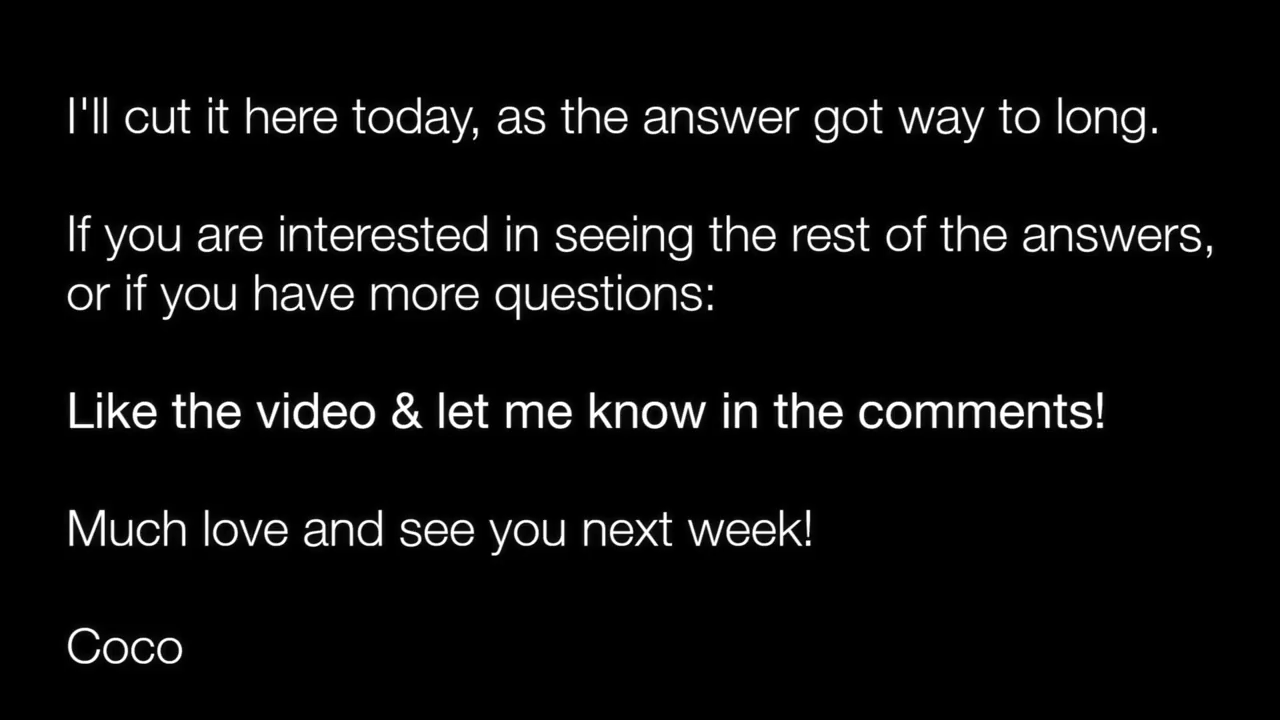 I'll cut it here today, as the answer got way to long.
If you are interested in seeing the rest of the answers,
or if you have more questions:
Like the video & let me know in the comments!
Much love and see you next week!
Coco